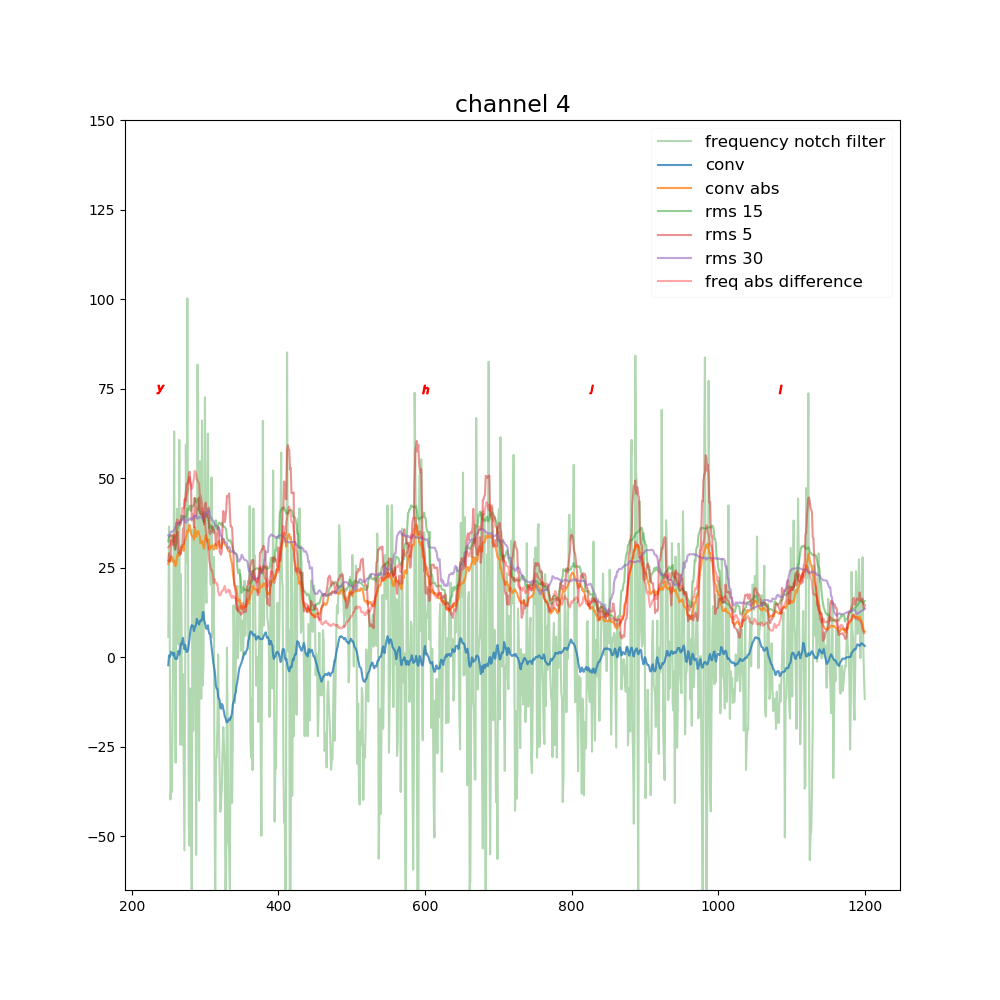 channel 4
150
125
100
75
50
25
0
−25
−50
200
400
600
800
1000
1200
frequency notch filter
conv
conv abs
rms 15
rms 5
rms 30
freq abs difference
y
h
j
l